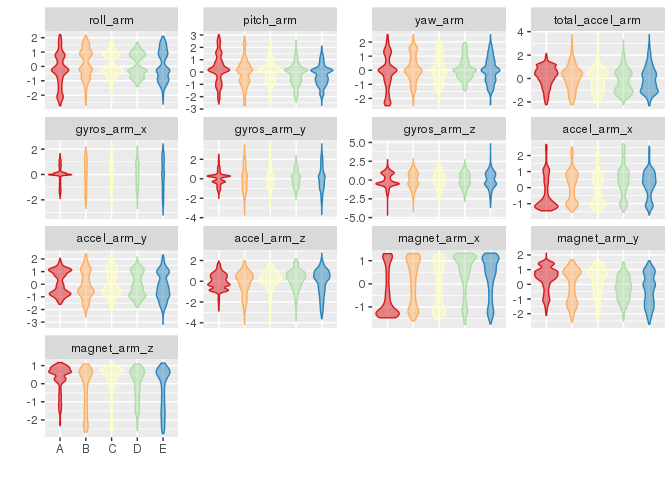 roll_arm pitch_arm yaw_arm total_accel_arm
2 1 0 -1 -2
3 2 1 0 -1 -2 -3
2 1 0 -1 -2
4 2 0 -2
gyros_arm_x gyros_arm_y gyros_arm_z accel_arm_x
2 0 -2
2 0 -2 -4
5.0 2.5 0.0 -2.5 -5.0
2 1 0 -1
accel_arm_y accel_arm_z magnet_arm_x magnet_arm_y
2 1 0 -1 -2 -3
2 0 -2 -4
1 0 -1
2 1 0 -1 -2
magnet_arm_z
1 0 -1 -2
A B C D E